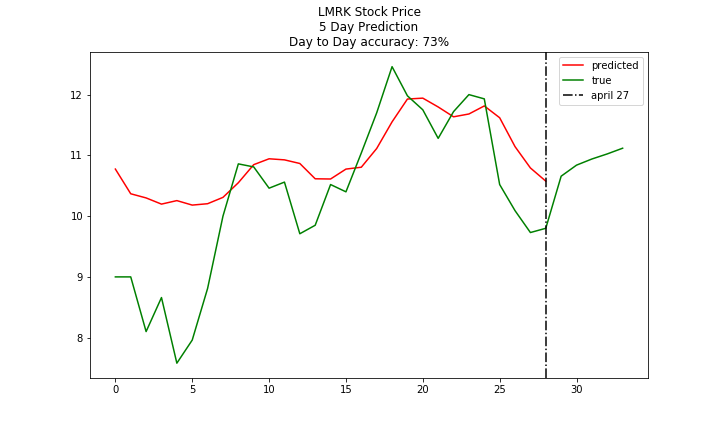 LMRK Stock Price
5 Day Prediction
Day to Day accuracy: 73%
predicted
true
april 27
12
11
10
9
8
0 5 10 15 20 25 30